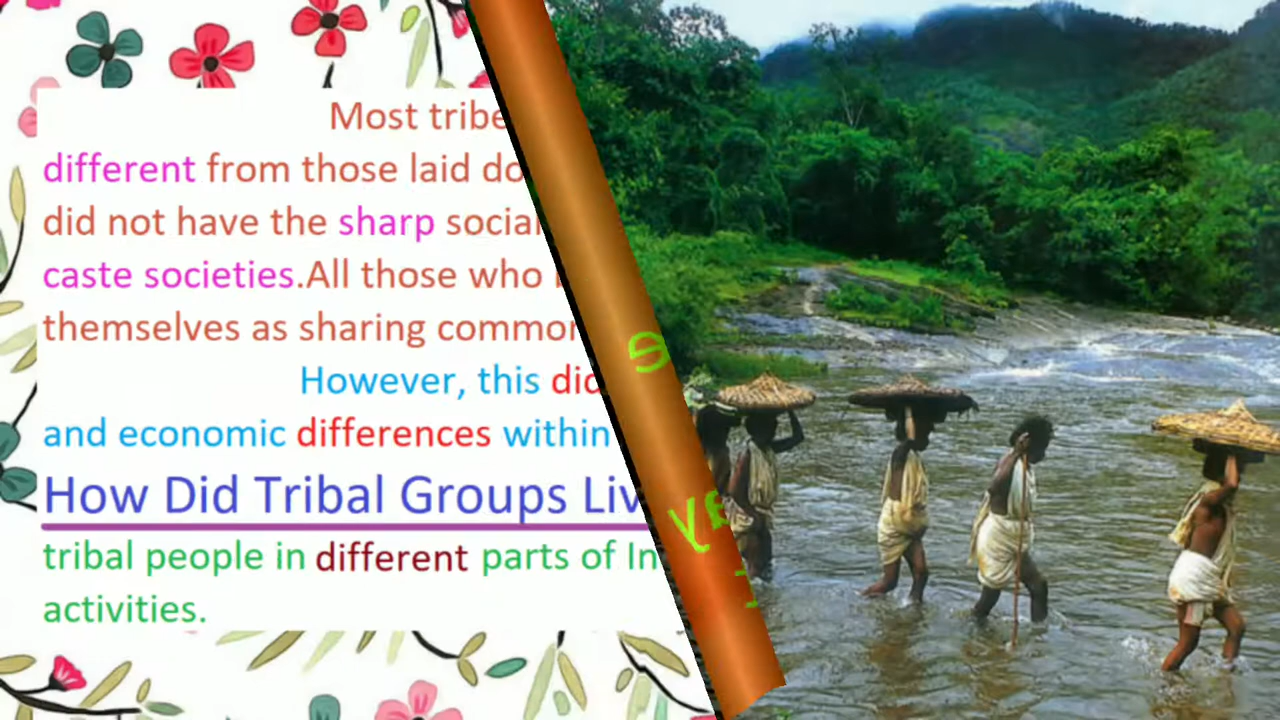 Most tribe
different from those laid do
did not have the sharp social
caste societies.All those who
themselves as sharing common
However, this did
and economic differences within
How Did Tribal Groups Liv
tribal people in different parts of In
activities.